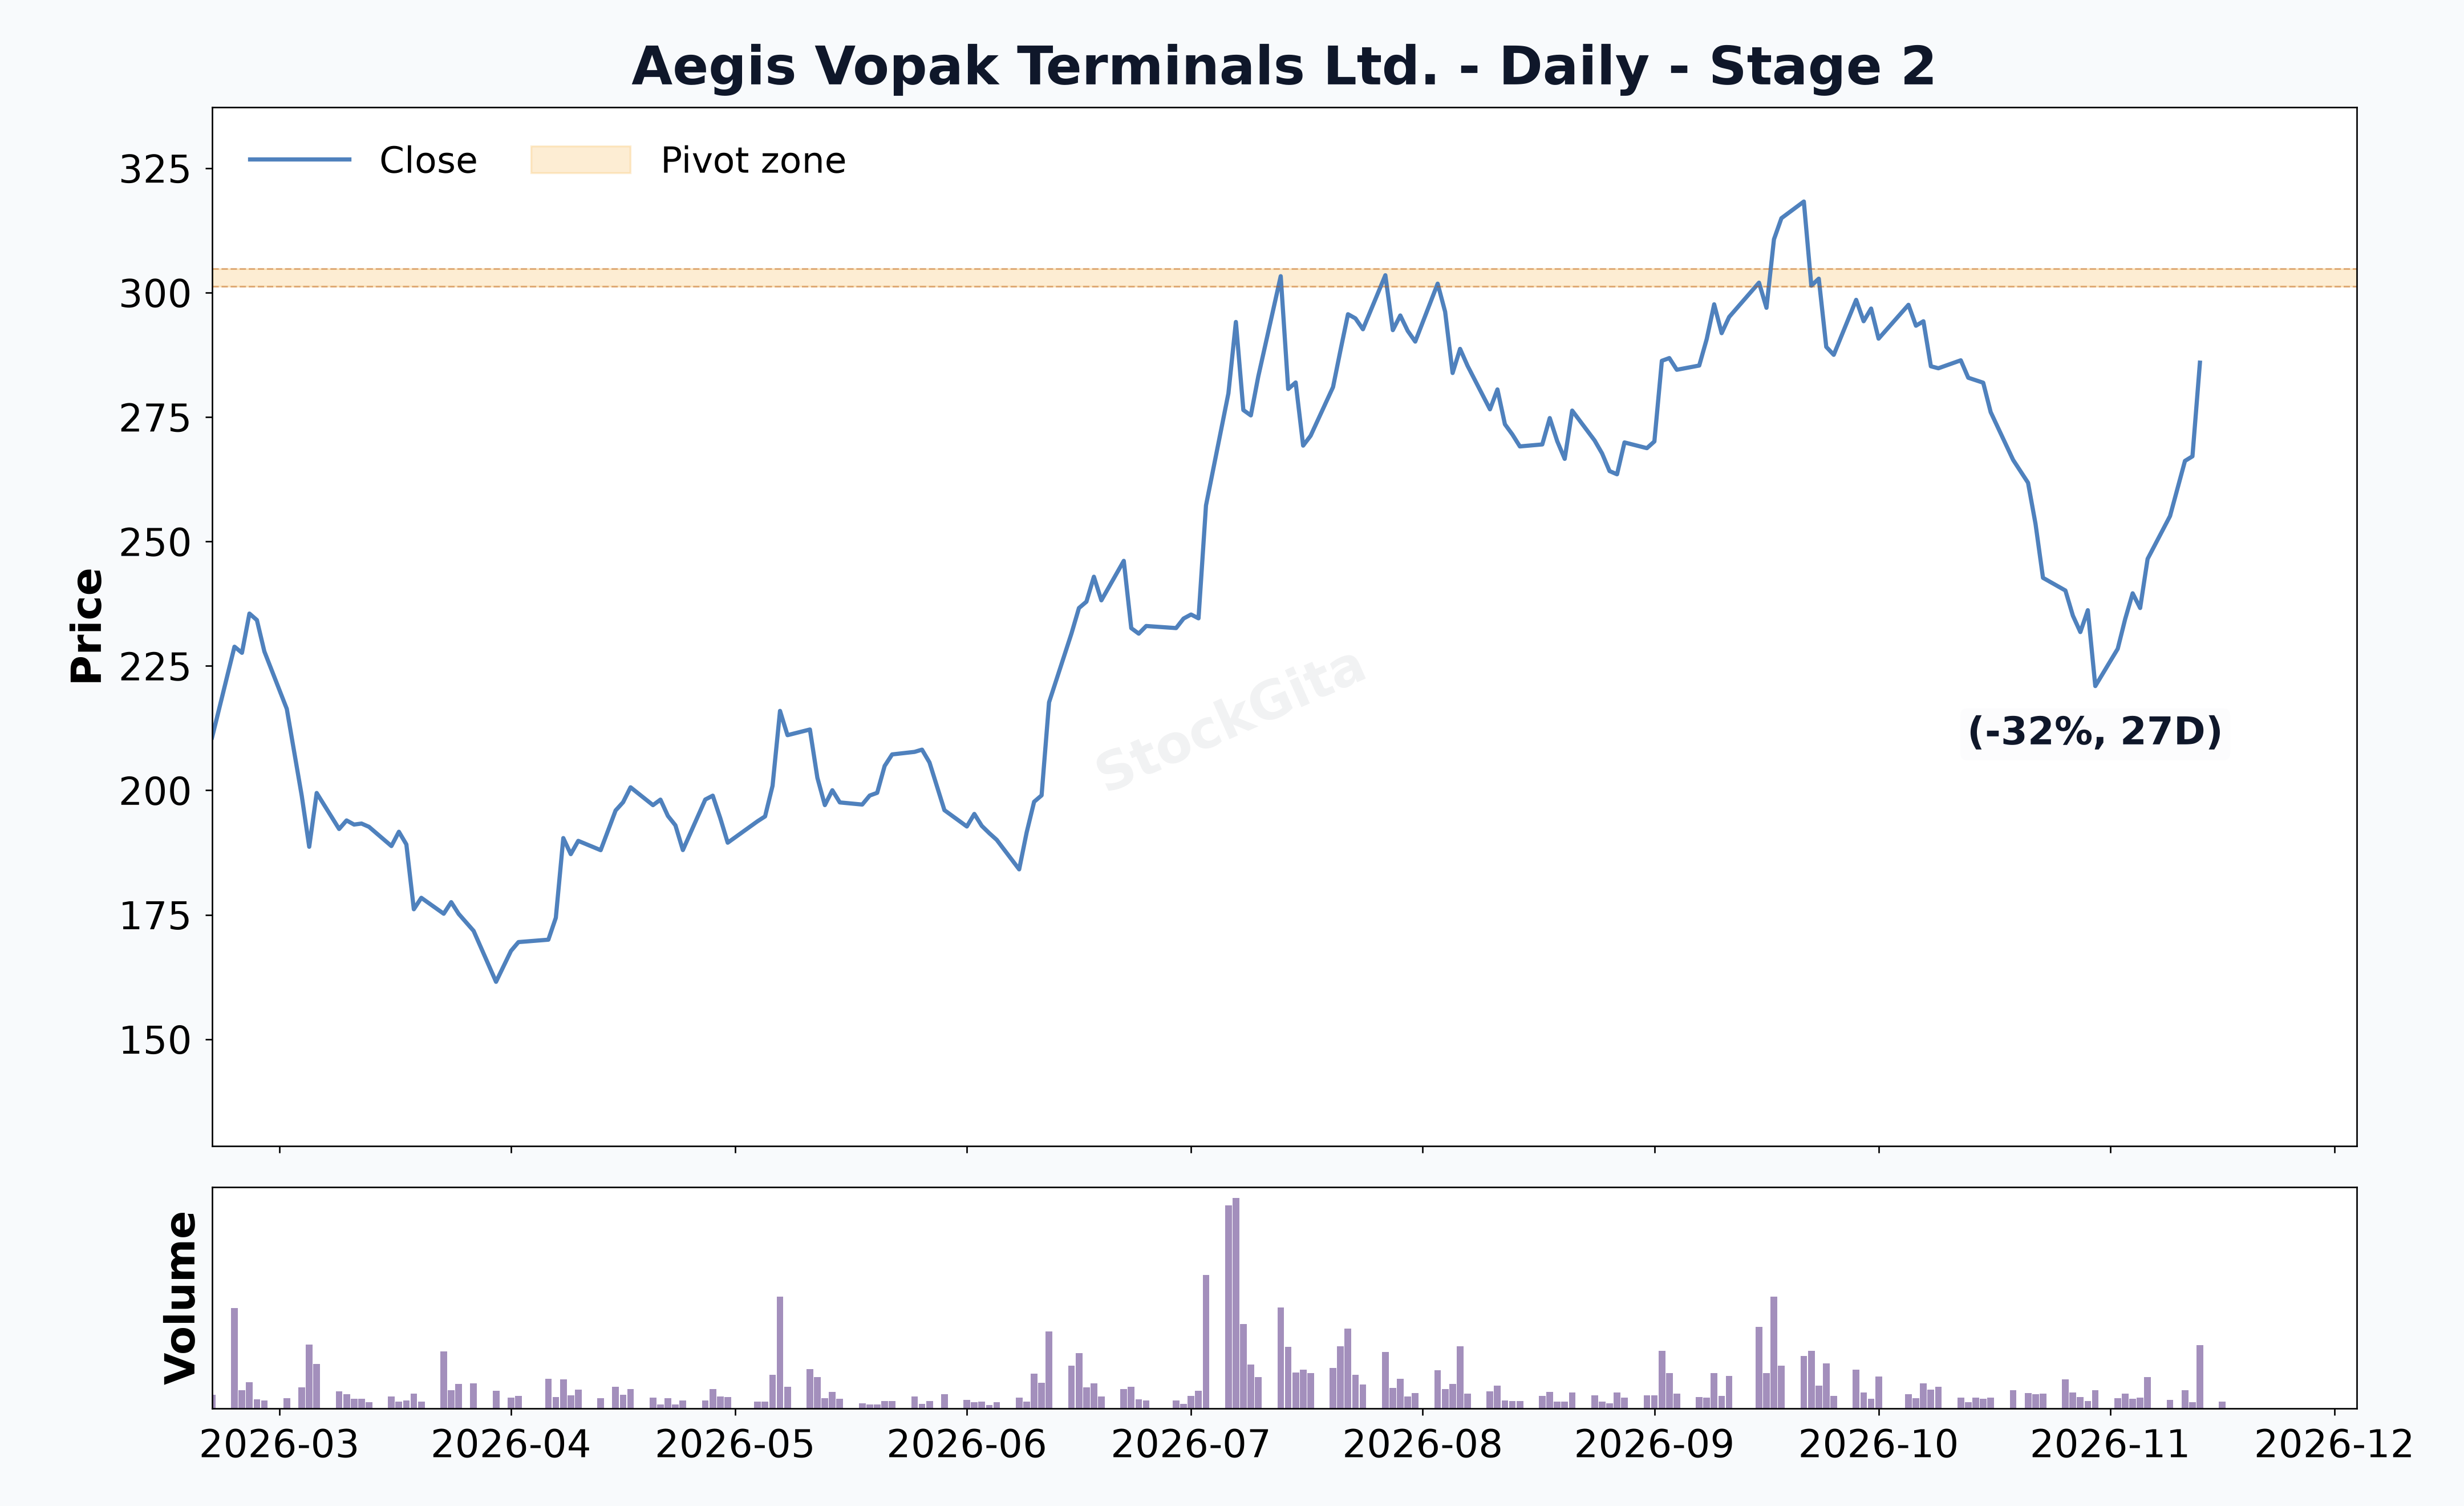 Aegis Vopak Terminals Ltd. - Daily - Stage 2
Close
Pivot zone
Price
325
300
275
250
225
200
175
150
StockGita
(-32%, 27D)
Volume
2026-03
2026-04
2026-05
2026-06
2026-07
2026-08
2026-09
2026-10
2026-11
2026-12